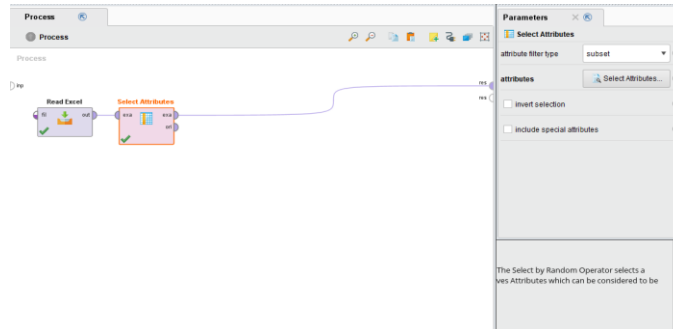 Process
Process
Process
inp
res
res
Read Excel
fil
out
Select Attributes
exa
exa
ori
Parameters
Select Attributes
attribute filter type
subset
attributes
Select Attributes...
invert selection
include special attributes
The Select by Random Operator selects a
ves Attributes which can be considered to be